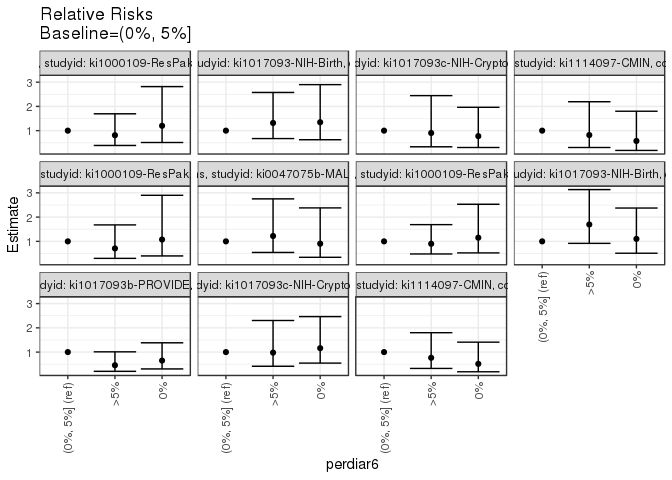 Relative Risks
Baseline=(0%, 5%]
, studyid: ki1000109-ResPak
udyid: ki1017093-NIH-Birth,
dyid: ki1017093c-NIH-Crypto
studyid: ki1114097-CMIN, co
3
2
1
studyid: ki1000109-ResPak
ns, studyid: ki0047075b-MAL
, studyid: ki1000109-ResPak
udyid: ki1017093-NIH-Birth,
3
2
1
Estimate
dyid: ki1017093b-PROVIDE,
dyid: ki1017093c-NIH-Crypto
studyid: ki1114097-CMIN, co
3
2
1
(0%, 5%] (ref)
>5%
0%
(0%, 5%] (ref)
>5%
0%
(0%, 5%] (ref)
>5%
0%
(0%, 5%] (ref)
>5%
0%
perdiar6